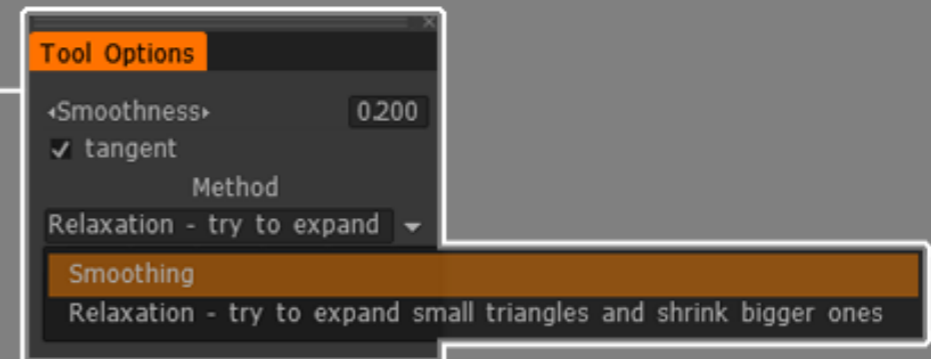 Tool Options
Smoothness 0.200
tangent
Method
Relaxation - try to expand
Smoothing
Relaxation - try to expand small triangles and shrink bigger ones